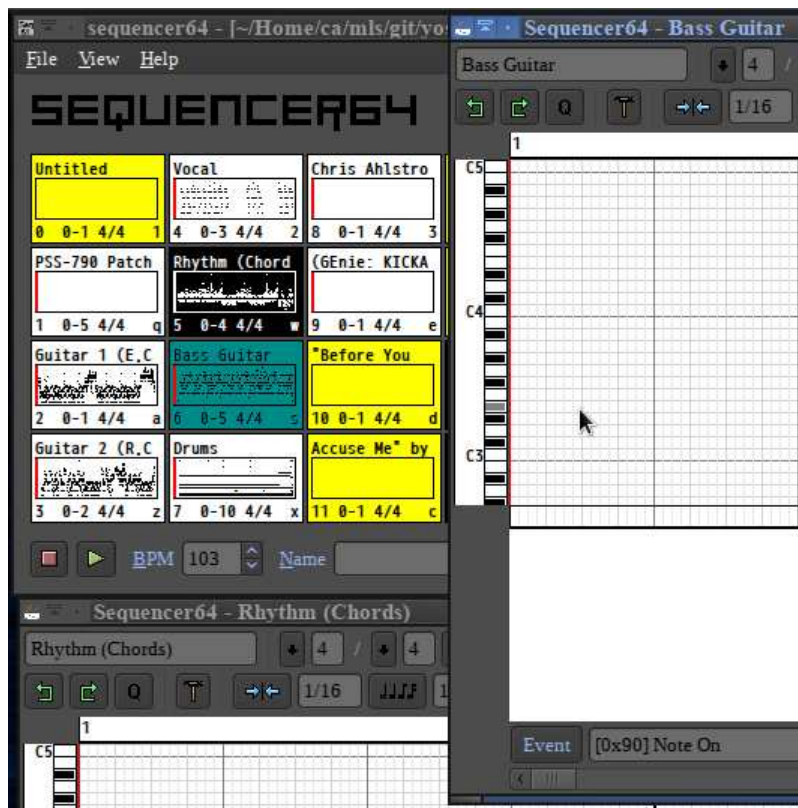 sequencer64 - [~/Home/ca/mls/git/yo
File View Help
SEQUENCER64
Untitled
0 0-1 4/4 1
Vocal
4 0-3 4/4 2
Chris Ahlstro
8 0-1 4/4 3
PSS-790 Patch
1 0-5 4/4 q
Rhythm (Chord
5 0-4 4/4 w
(GEnie: KICKA
9 0-1 4/4 e
Guitar 1 (E.C
2 0-1 4/4 a
Bass Guitar
6 0-5 4/4 s
"Before You
10 0-1 4/4 d
Guitar 2 (R.C
3 0-2 4/4 z
Drums
7 0-10 4/4 x
Accuse Me" by
11 0-1 4/4 c
BPM 103 Name
Sequencer64 - Bass Guitar
Bass Guitar 4 /
Q T 1/16
1
C5
C4
C3
Event [0x90] Note On
Sequencer64 - Rhythm (Chords)
Rhythm (Chords) 4 / 4
Q T 1/16 1
1
C5